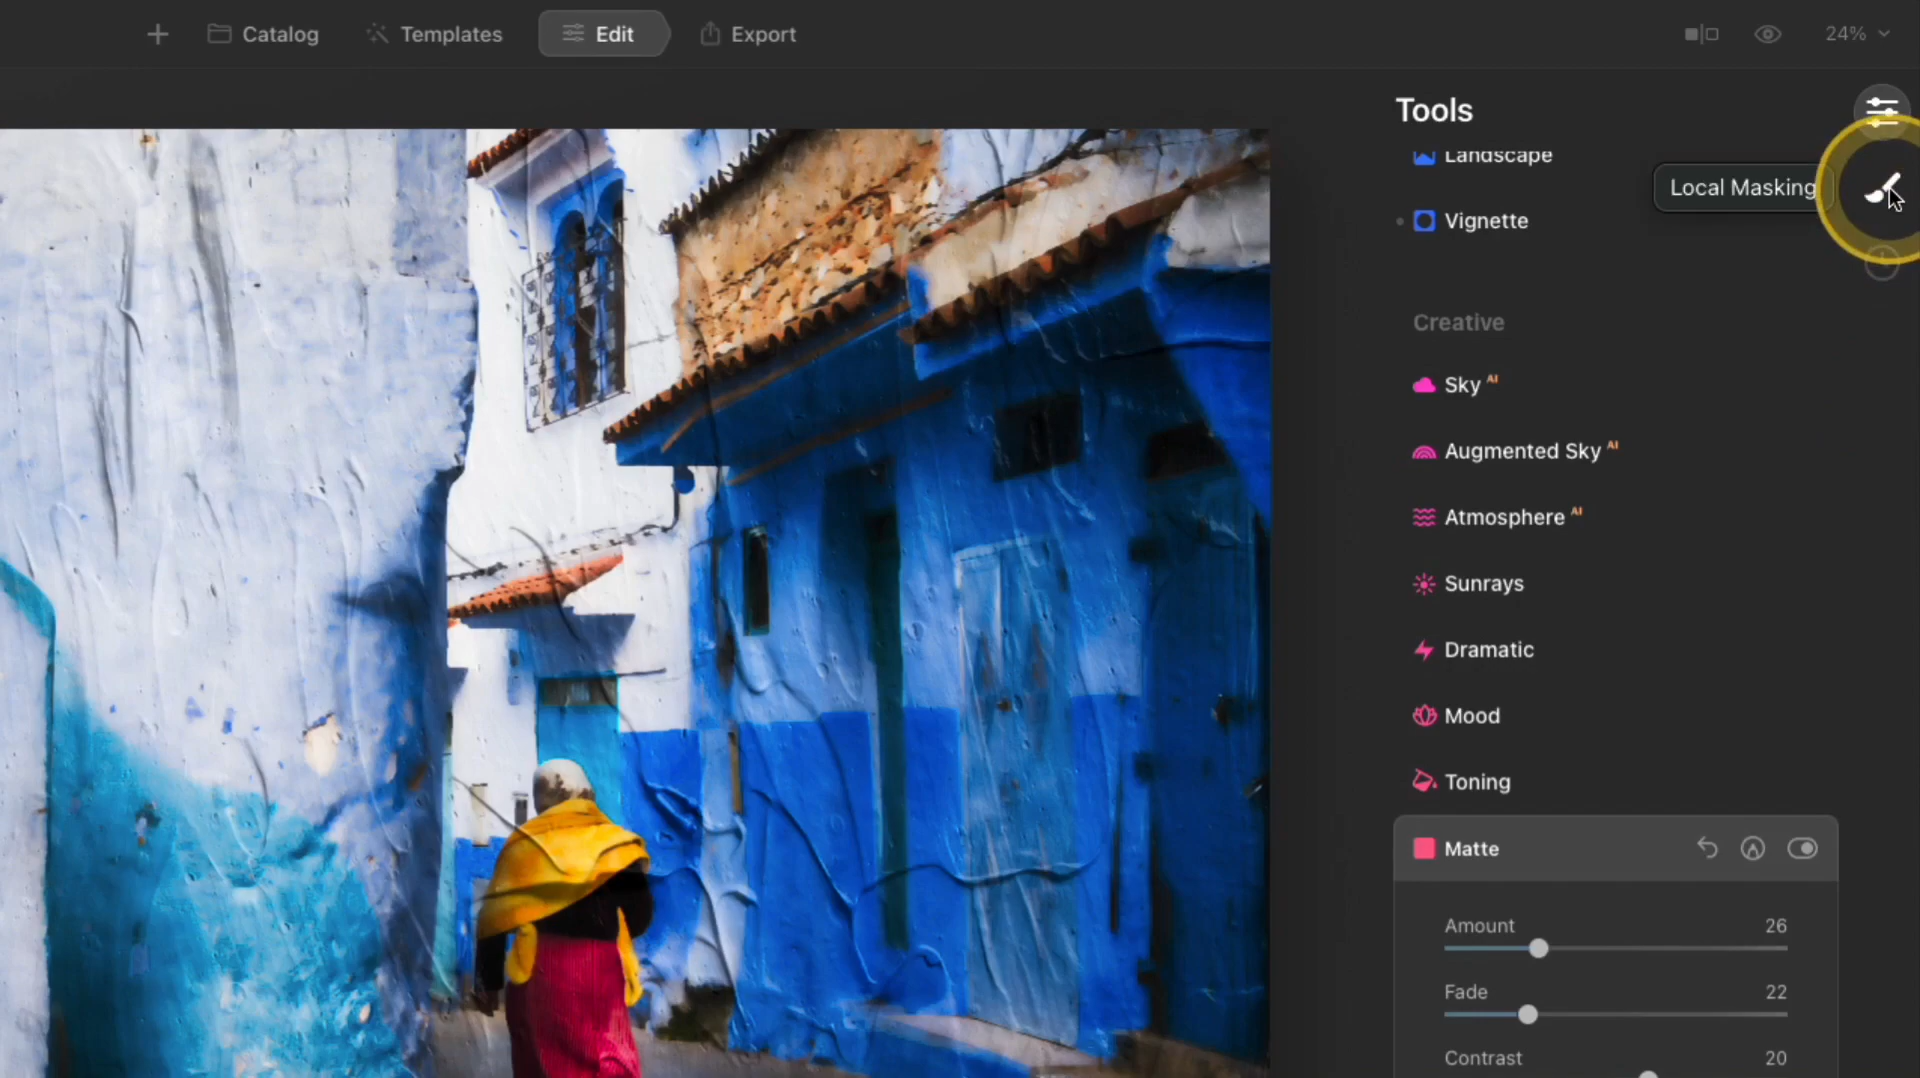 Catalog
Templates
Edit
Export
24%
Tools
Landscape
Local Masking
Vignette
Creative
Sky AI
Augmented Sky AI
Atmosphere AI
Sunrays
Dramatic
Mood
Toning
Matte
Amount 26
Fade 22
Contrast 20